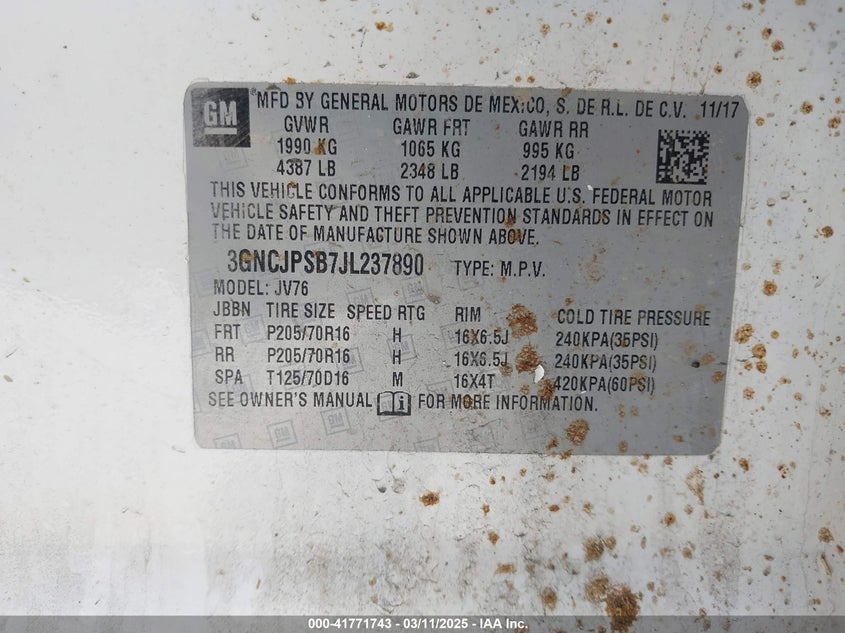 GM ®MFD BY GENERAL MOTORS DE MEXICO, S. DE R.L. DE C.V. 11/17
GVWR GAWR FRT GAWR RR
1990 KG 1065 KG 995 KG
4387 LB 2348 LB 2194 LB
THIS VEHICLE CONFORMS TO ALL APPLICABLE U.S. FEDERAL MOTOR
VEHICLE SAFETY AND THEFT PREVENTION STANDARDS IN EFFECT ON
THE DATE OF MANUFACTURE SHOWN ABOVE.
3GNCJPSB7JL237890 TYPE: M.P.V.
MODEL: JV76
JBBN TIRE SIZE SPEED RTG RIM COLD TIRE PRESSURE
FRT P205/70R16 H 16X6.5J 240KPA(35PSI)
RR P205/70R16 H 16X6.5J 240KPA(35PSI)
SPA T125/70D16 M 16X4T 420KPA(60PSI)
SEE OWNER'S MANUAL FOR MORE INFORMATION.
000-41771743 / 03/11/2025 - IAA Inc.